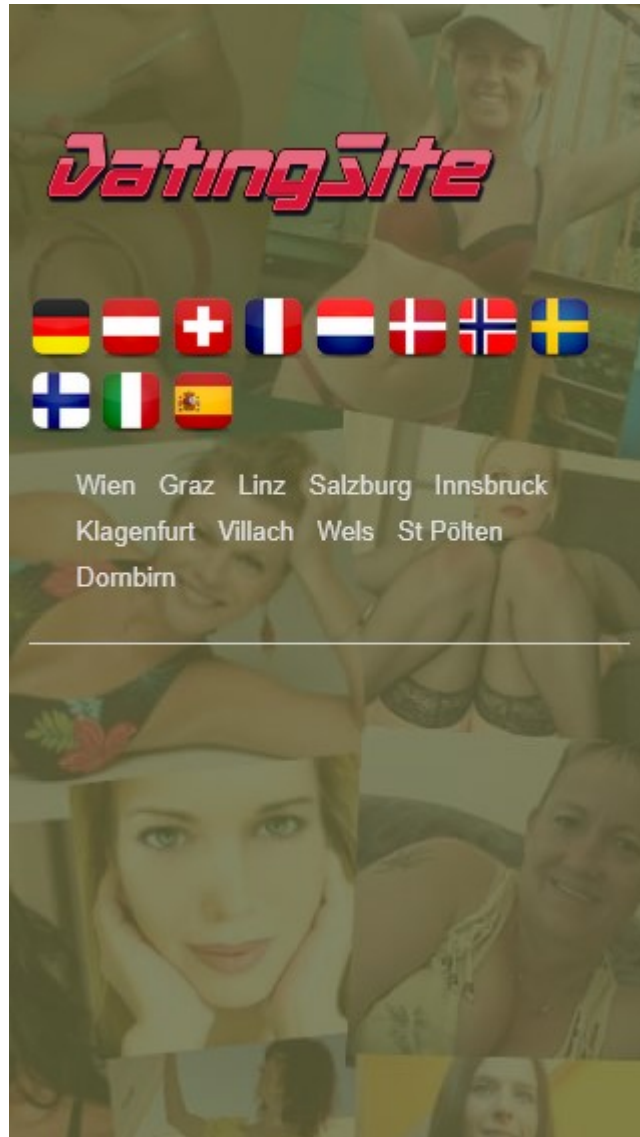 DatingSite
Wien Graz Linz Salzburg Innsbruck
Klagenfurt Villach Wels St Pölten
Dornbirn